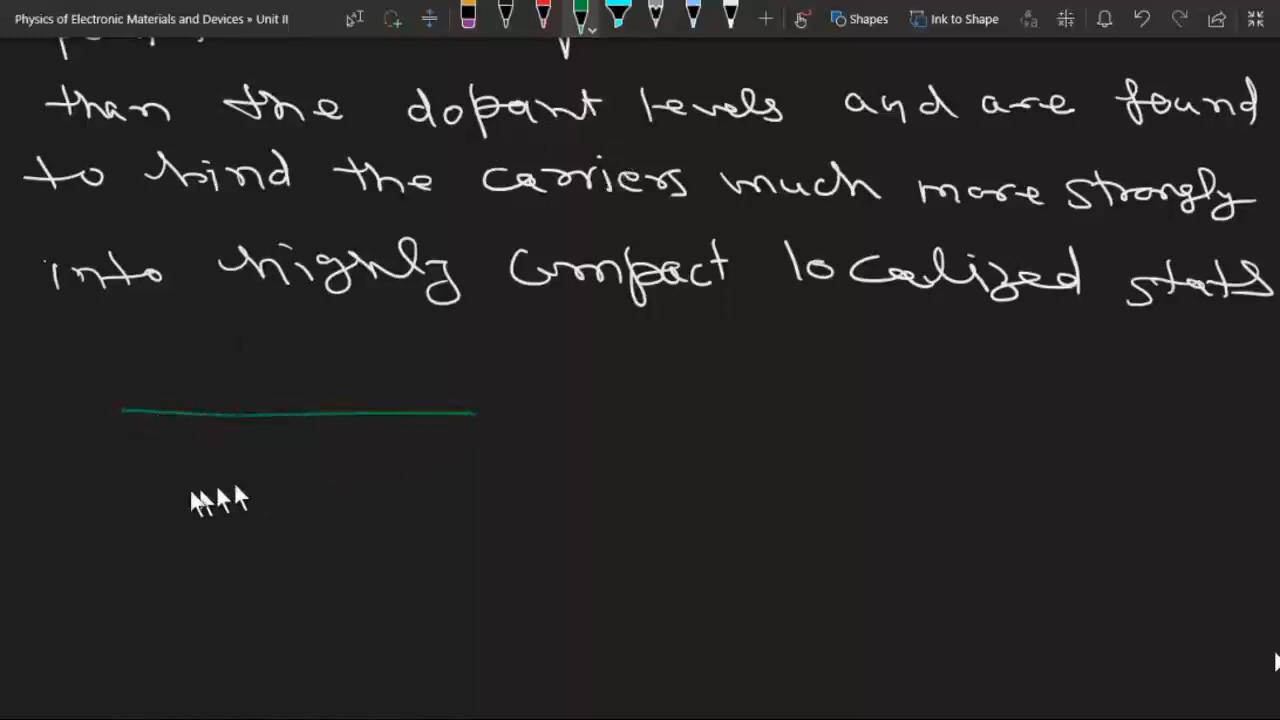 Physics of Electronic Materials and Devices » Unit II
Shapes
Ink to Shape
than the dopant levels and are found
to bind the carriers much more strongly
into highly compact localized stats